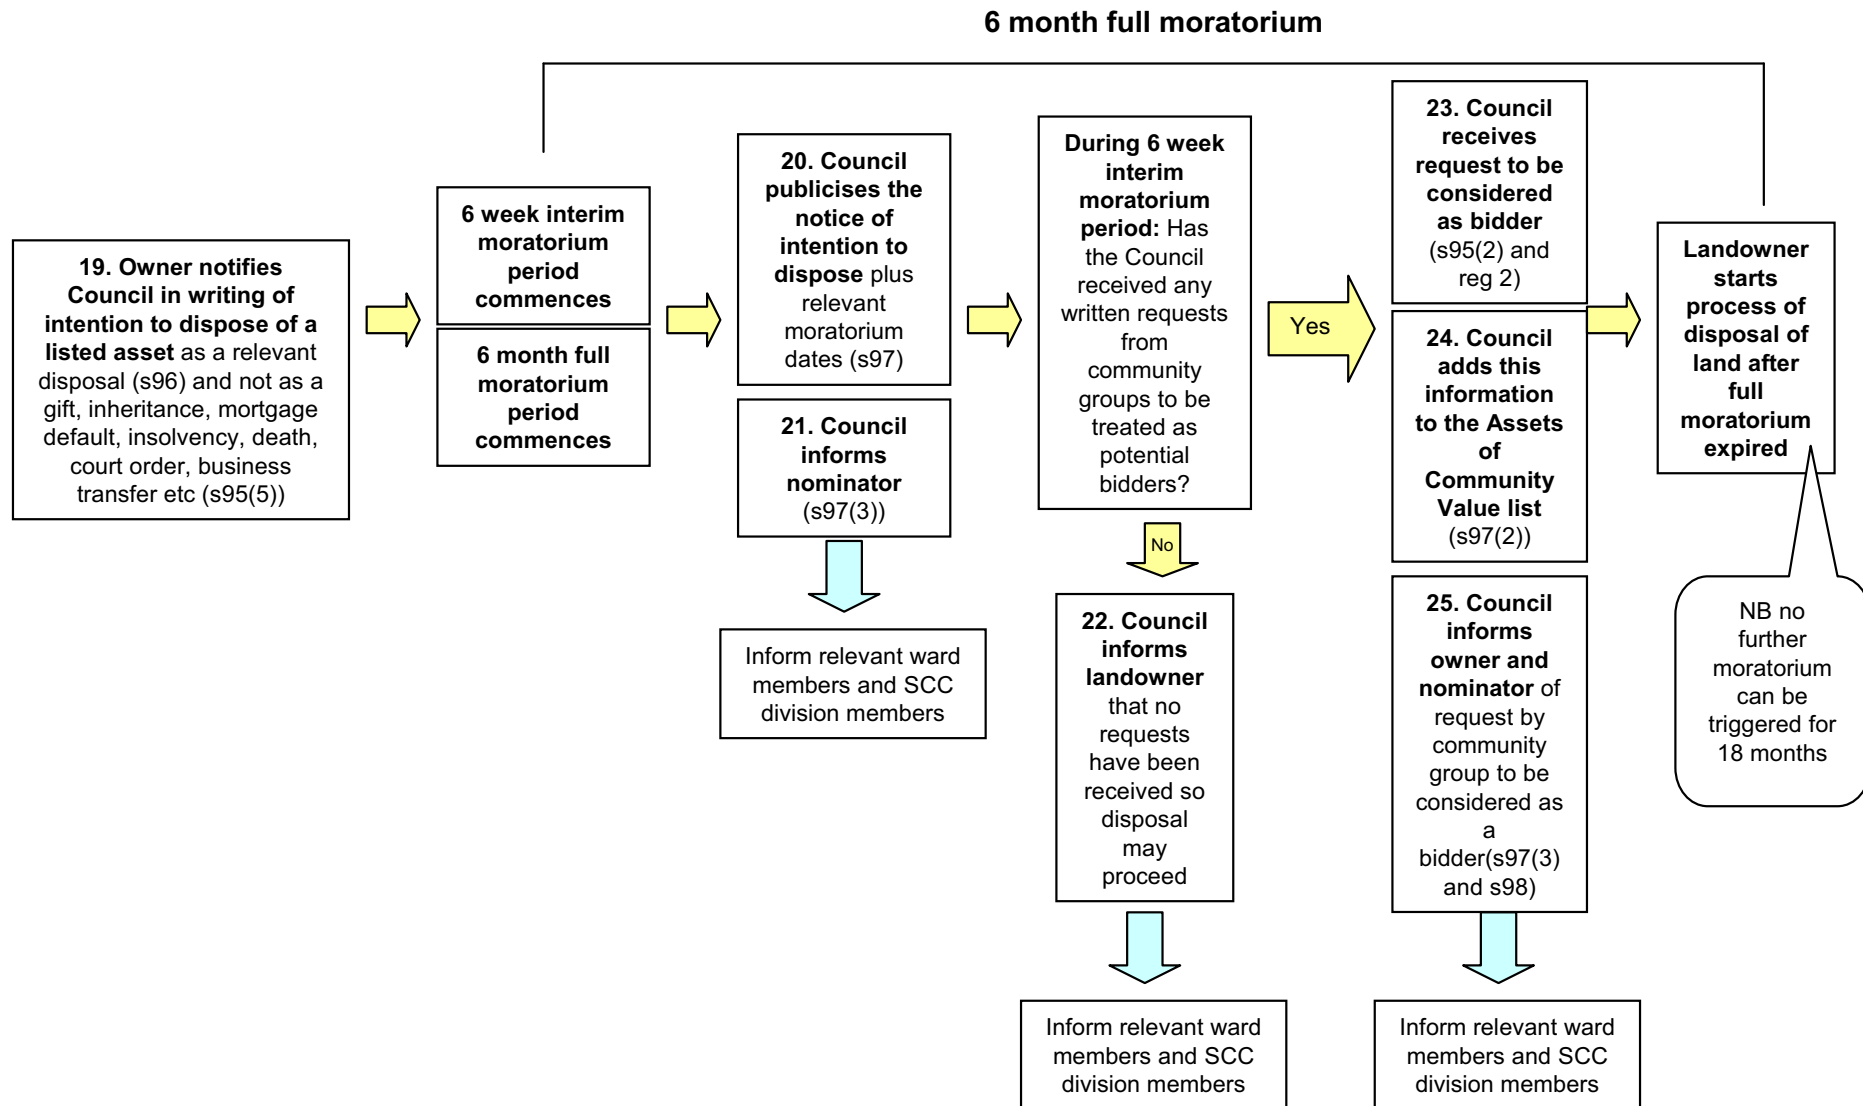 6 month full moratorium
19. Owner notifies
Council in writing of
intention to dispose of a
listed asset as a relevant
disposal (s96) and not as a
gift, inheritance, mortgage
default, insolvency, death,
court order, business
transfer etc (s95(5))
6 week interim
moratorium
period
commences
6 month full
moratorium
period
commences
20. Council
publicises the
notice of
intention to
dispose plus
relevant
moratorium
dates (s97)
21. Council
informs
nominator
(s97(3))
Inform relevant ward
members and SCC
division members
During 6 week
interim
moratorium
period: Has
the Council
received any
written requests
from
community
groups to be
treated as
potential
bidders?
No
22. Council
informs
landowner
that no
requests
have been
received so
disposal
may
proceed
Inform relevant ward
members and SCC
division members
Yes
23. Council
receives
request to be
considered
as bidder
(s95(2) and
reg 2)
24. Council
adds this
information
to the Assets
of
Community
Value list
(s97(2))
25. Council
informs
owner and
nominator of
request by
community
group to be
considered as
a
bidder(s97(3)
and s98)
Inform relevant ward
members and SCC
division members
Landowner
starts
process of
disposal of
land after
full
moratorium
expired
NB no
further
moratorium
can be
triggered for
18 months